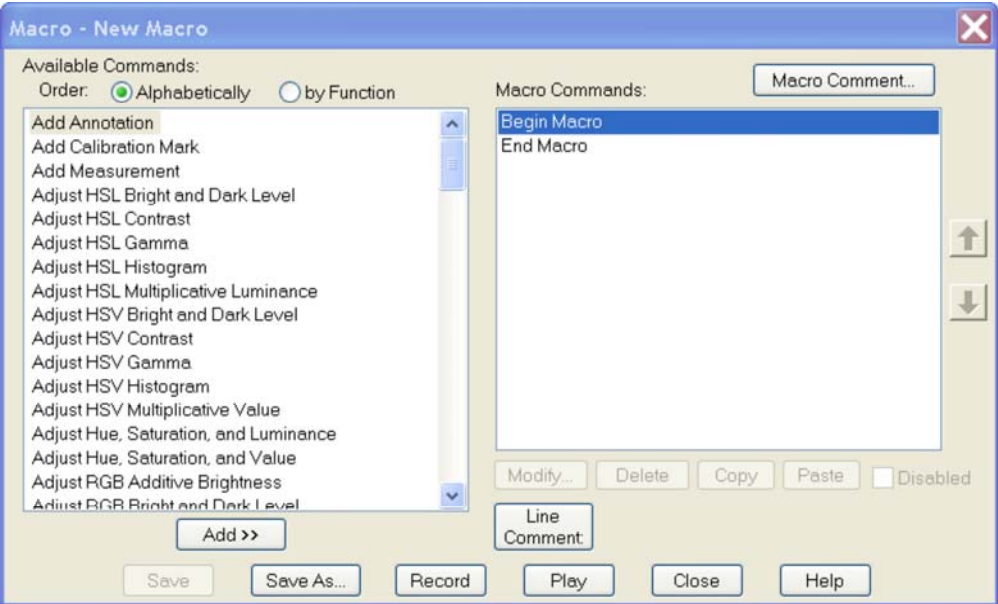 Macro - New Macro
Available Commands:
Order: Alphabetically by Function
Macro Commands:
Macro Comment...
Add Annotation
Add Calibration Mark
Add Measurement
Adjust HSL Bright and Dark Level
Adjust HSL Contrast
Adjust HSL Gamma
Adjust HSL Histogram
Adjust HSL Multiplicative Luminance
Adjust HSV Bright and Dark Level
Adjust HSV Contrast
Adjust HSV Gamma
Adjust HSV Histogram
Adjust HSV Multiplicative Value
Adjust Hue, Saturation, and Luminance
Adjust Hue, Saturation, and Value
Adjust RGB Additive Brightness
Adjust RGB Bright and Dark Level
Add >>
Begin Macro
End Macro
Modify... Delete Copy Paste Disabled
Line
Comment:
Save Save As... Record Play Close Help